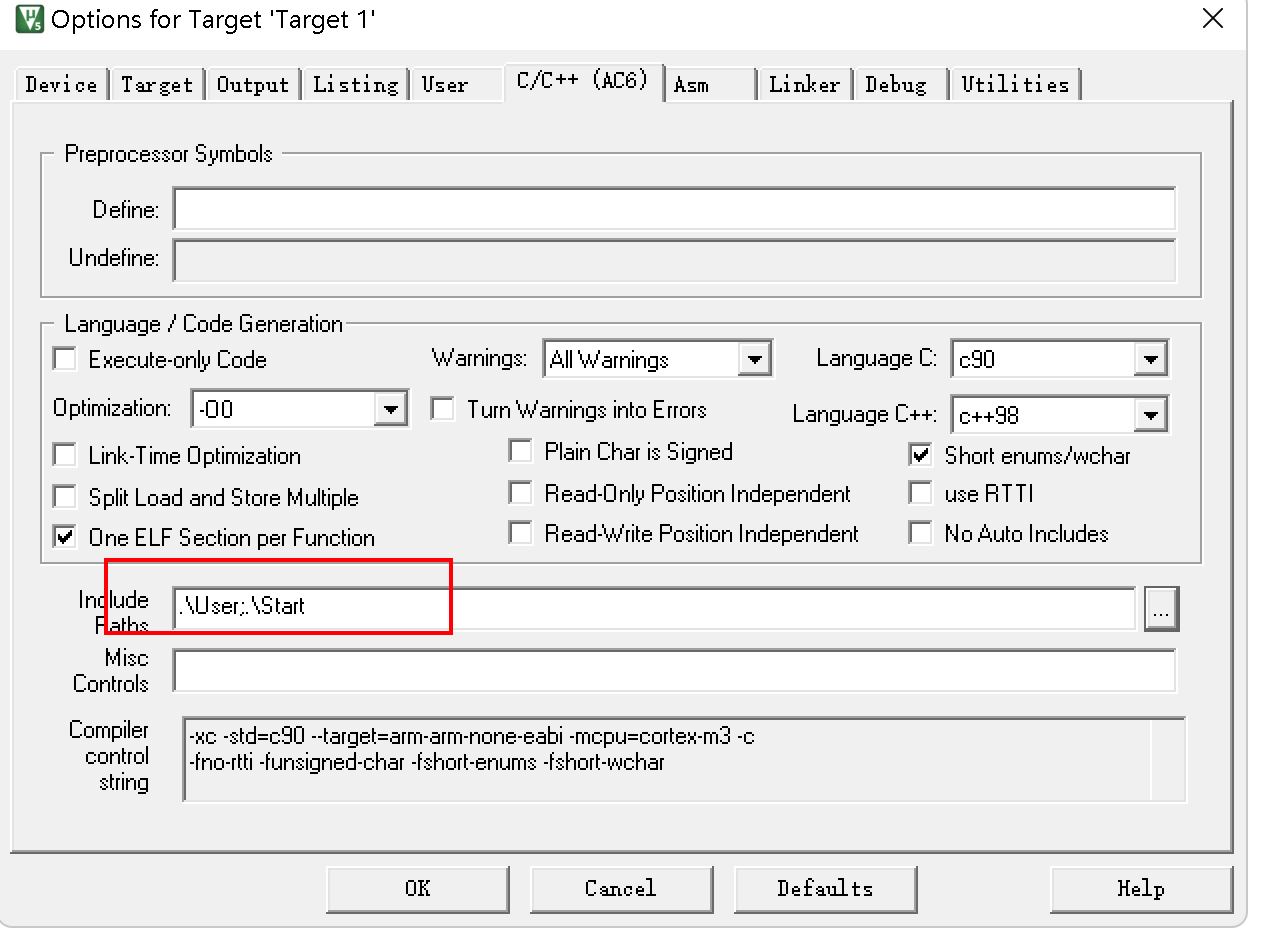 Options for Target 'Target 1'
Device Target Output Listing User C/C++ (AC6) Asm Linker Debug Utilities
Preprocessor Symbols
Define:
Undefine:
Language / Code Generation
Execute-only Code Warnings: All Warnings Language C: c90
Optimization: -O0 Turn Warnings into Errors Language C++: c++98
Link-Time Optimization Plain Char is Signed Short enums/wchar
Split Load and Store Multiple Read-Only Position Independent use RTTI
One ELF Section per Function Read-Write Position Independent No Auto Includes
Include
Paths
.\User;.\Start
...
Misc
Controls
Compiler
control
string
-xc -std=c90 --target=arm-arm-none-eabi -mcpu=cortex-m3 -c
-fno-rtti -funsigned-char -fshort-enums -fshort-wchar
OK Cancel Defaults Help